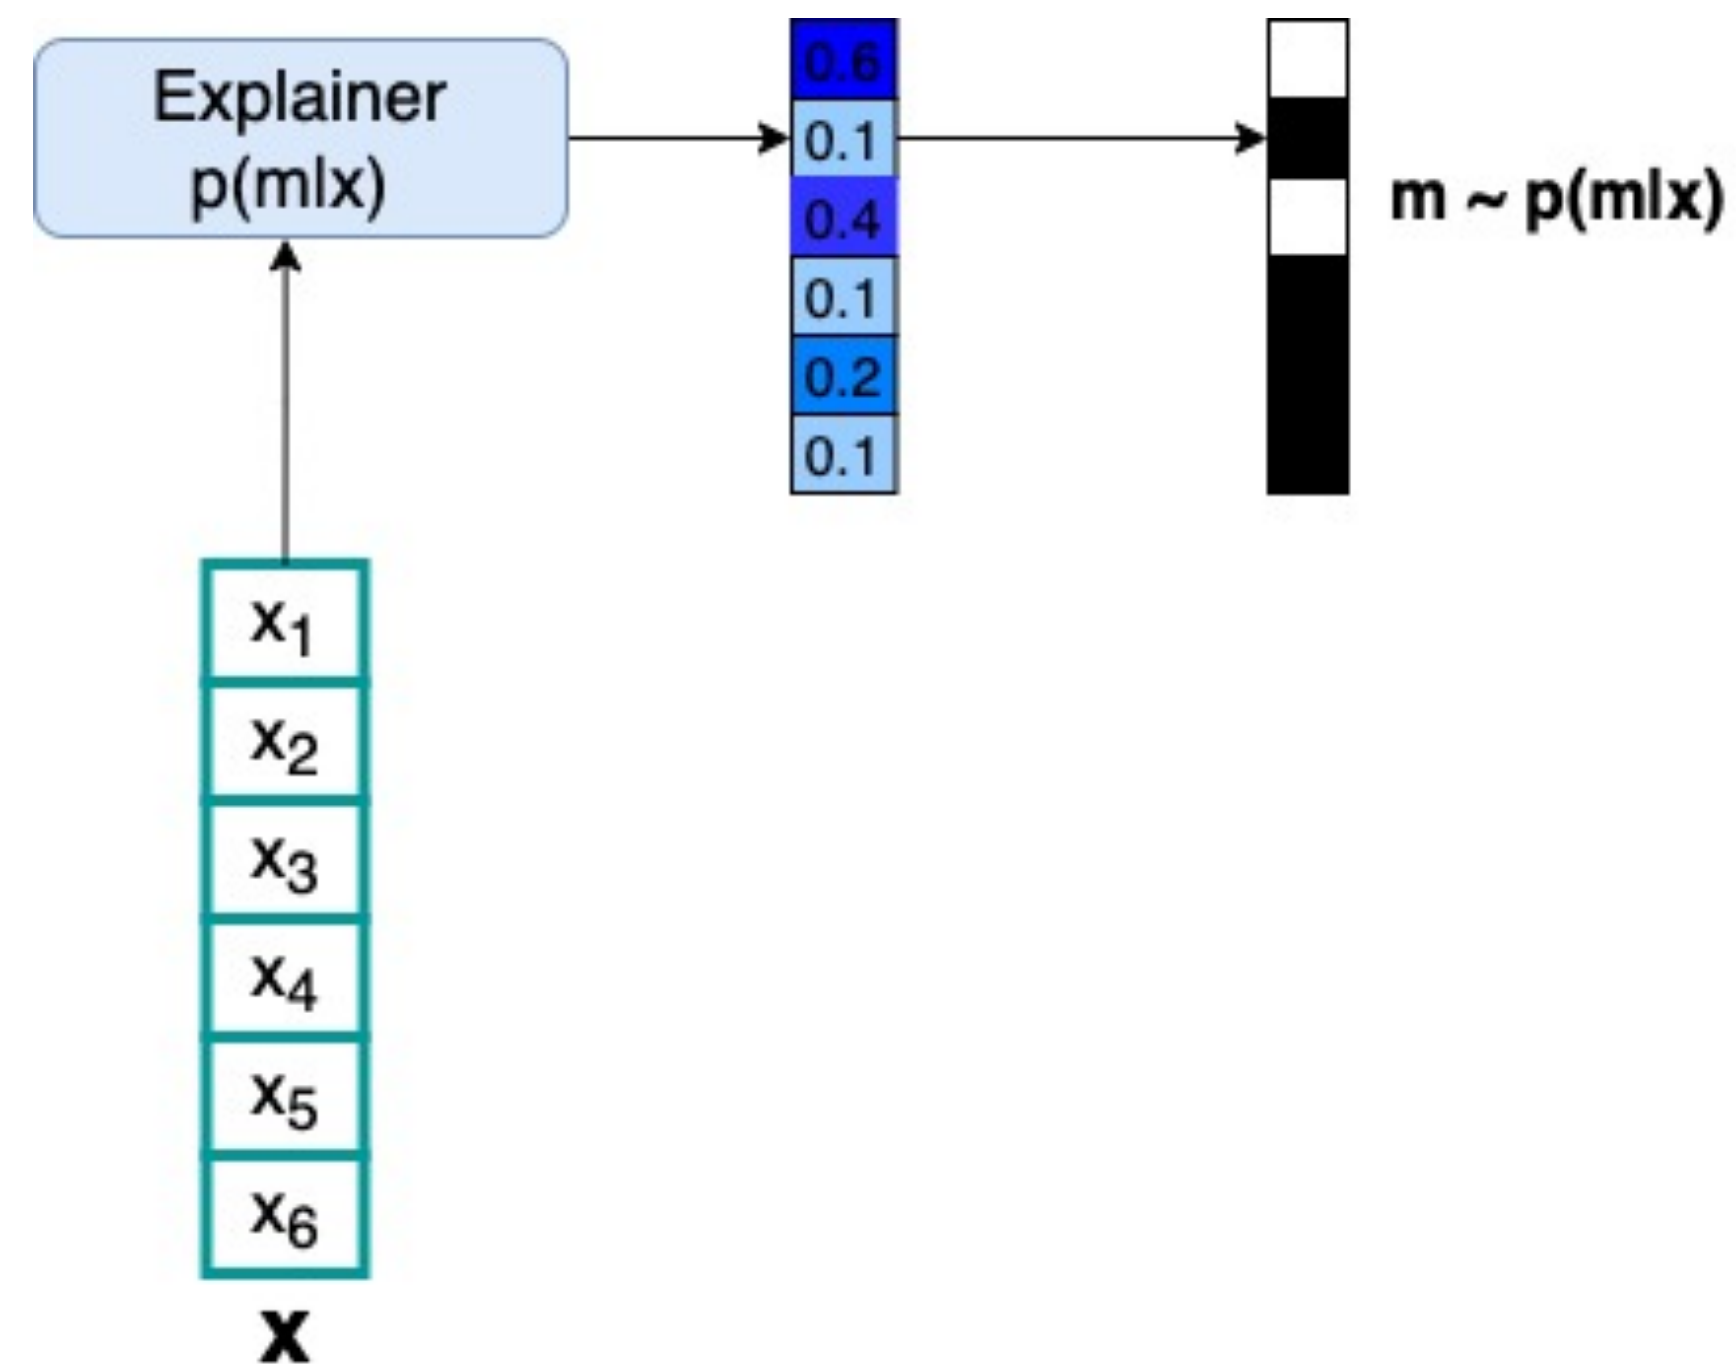 Explainer
p(m|x)
0.6
0.1
0.4
0.1
0.2
0.1
m ~ p(m|x)
x₁
x₂
x₃
x₄
x₅
x₆
x